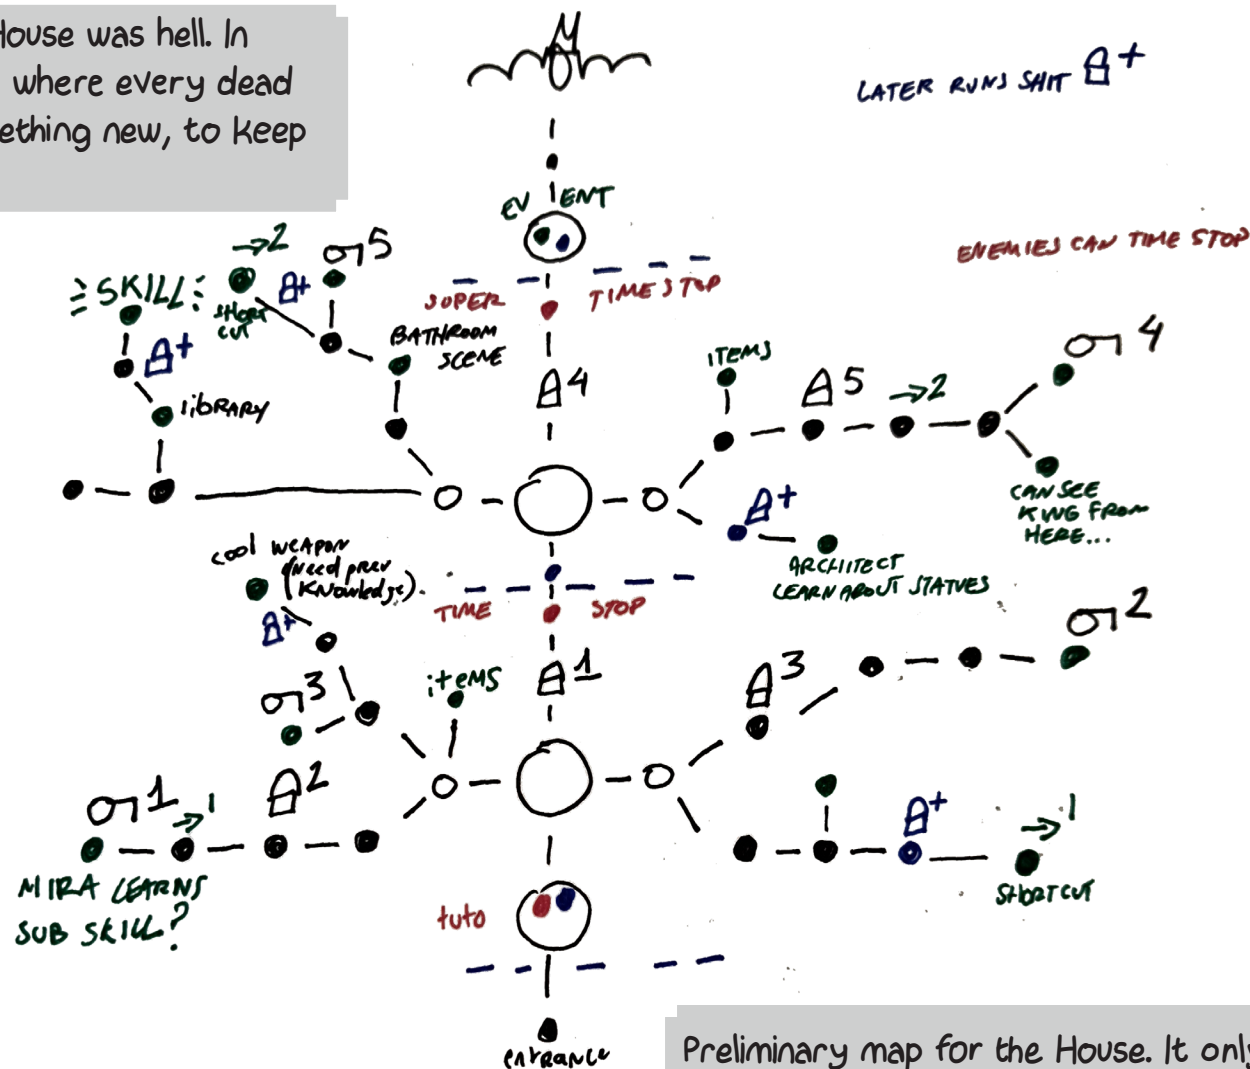 House was hell. In
where every dead
ething new, to keep
LATER RUNS SHIT +
EV ENT
→2
5
SKILL
SHORT
CUT
+
SUPER TIME STOP
ENEMIES CAN TIME STOP
BATHROOM
SCENE
+
LiBRARY
4
iTEMS
5
→2
4
CAN SEE
KING FROM
HERE...
+
ARCHITECT
LEARN ABOUT STATUES
COOL WEAPON
(Need prev
Knowledge).
TIME STOP
+
3
items
1
3
2
1
→1
2
MIRA LEARNS
SUB SKILL?
+
→1
SHORTCUT
tuto
entrance
Preliminary map for the House. It only